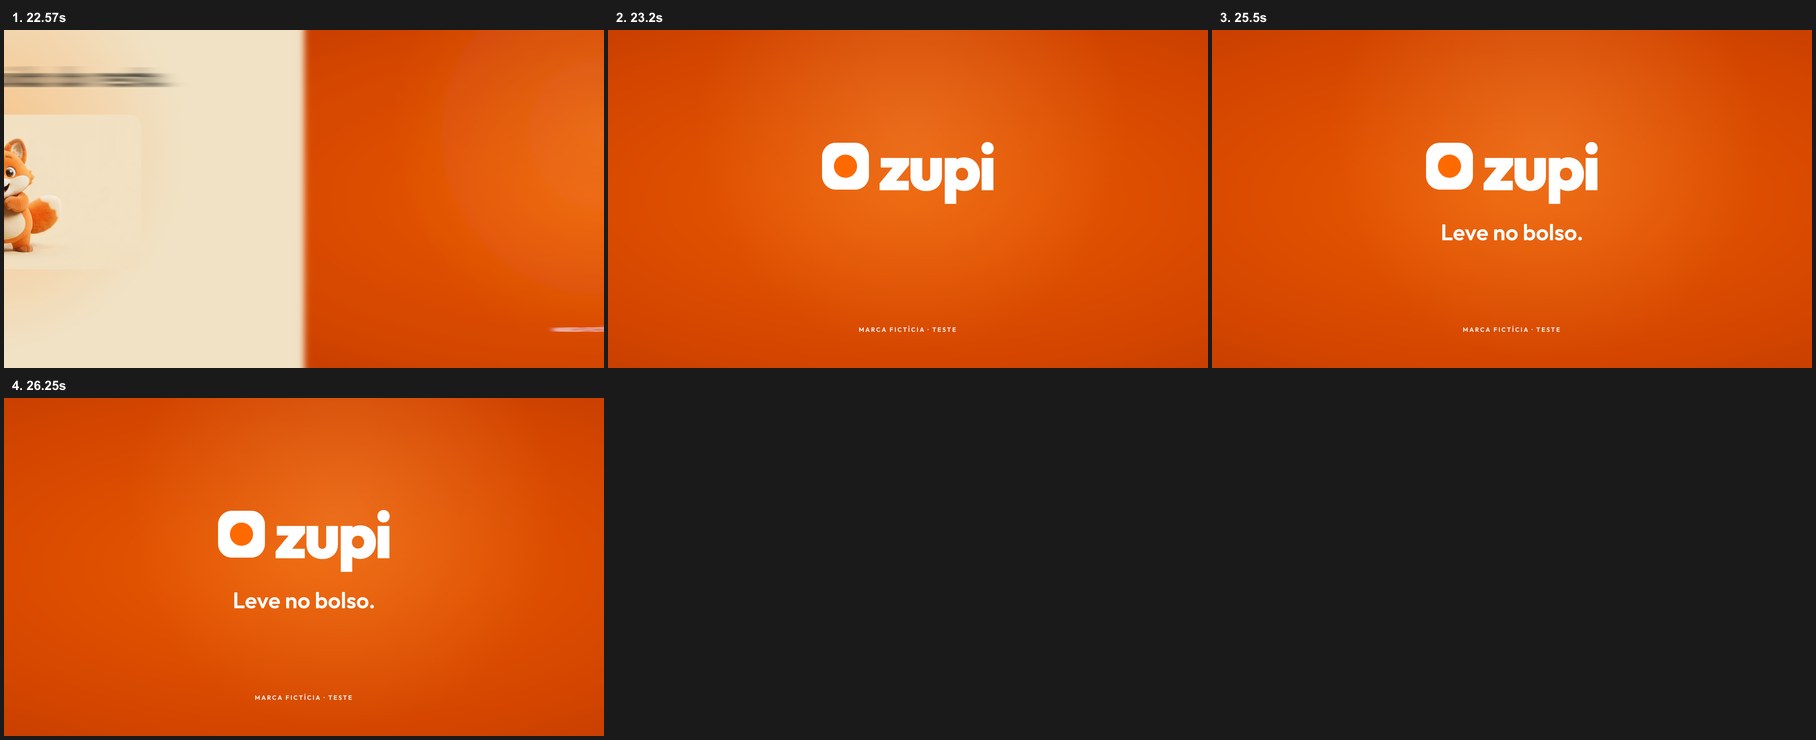 1. 22.57s
2. 23.2s
3. 25.5s
zupi
zupi
Leve no bolso.
MARCA FICTÍCIA · TESTE
MARCA FICTÍCIA · TESTE
4. 26.25s
zupi
Leve no bolso.
MARCA FICTÍCIA · TESTE